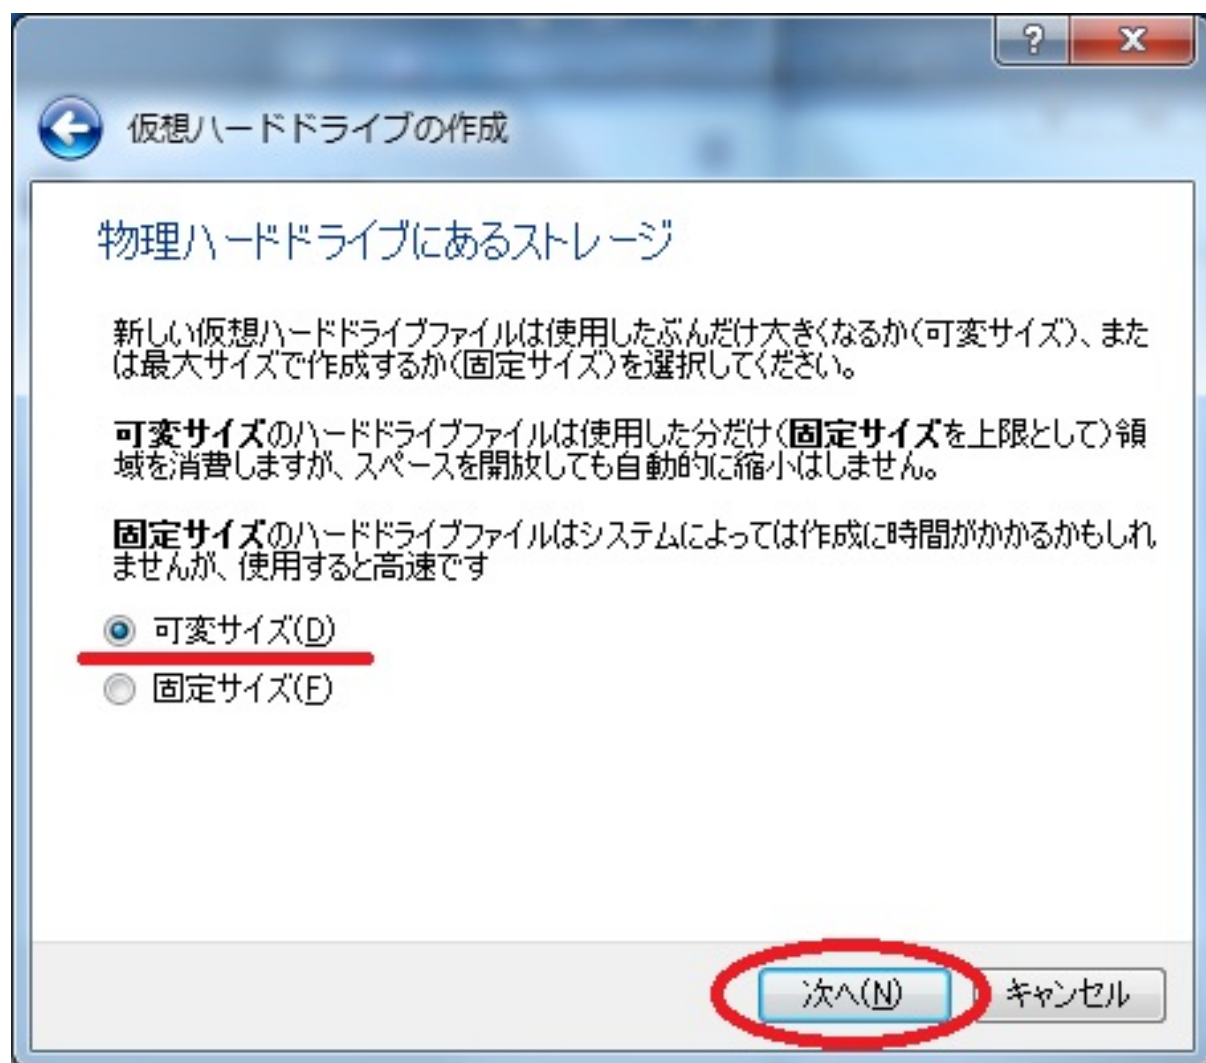 仮想ハードドライブの作成
物理ハードドライブにあるストレージ
新しい仮想ハードドライブファイルは使用したぶんだけ大きくなるか(可変サイズ)、また
は最大サイズで作成するか(固定サイズ)を選択してください。
可変サイズのハードドライブファイルは使用した分だけ(固定サイズを上限として)領
域を消費しますが、スペースを開放しても自動的に縮小はしません。
固定サイズのハードドライブファイルはシステムによっては作成に時間がかかるかもしれ
ませんが、使用すると高速です
可変サイズ(D)
固定サイズ(F)
次へ(N) キャンセル